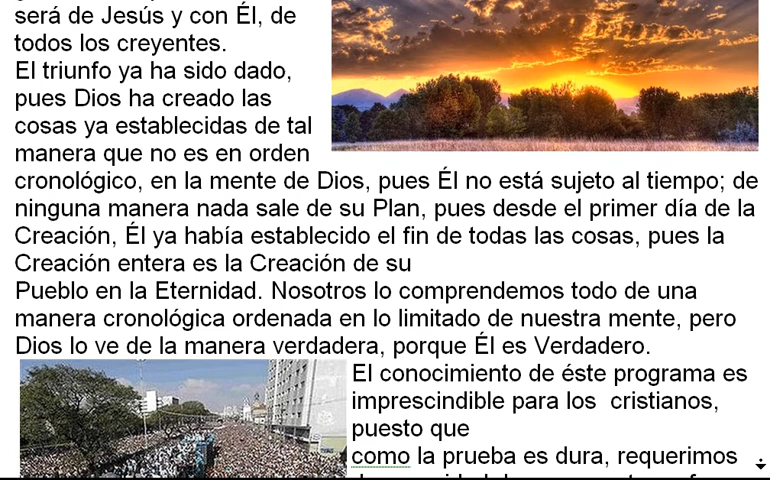 será de Jesús y con Él, de
todos los creyentes.
El triunfo ya ha sido dado,
pues Dios ha creado las
cosas ya establecidas de tal
manera que no es en orden
cronológico, en la mente de Dios, pues Él no está sujeto al tiempo; de
ninguna manera nada sale de su Plan, pues desde el primer día de la
Creación, Él ya había establecido el fin de todas las cosas, pues la
Creación entera es la Creación de su
Pueblo en la Eternidad. Nosotros lo comprendemos todo de una
manera cronológica ordenada en lo limitado de nuestra mente, pero
Dios lo ve de la manera verdadera, porque Él es Verdadero.
El conocimiento de éste programa es
imprescindible para los  cristianos,
puesto que
como la prueba es dura, requerimos